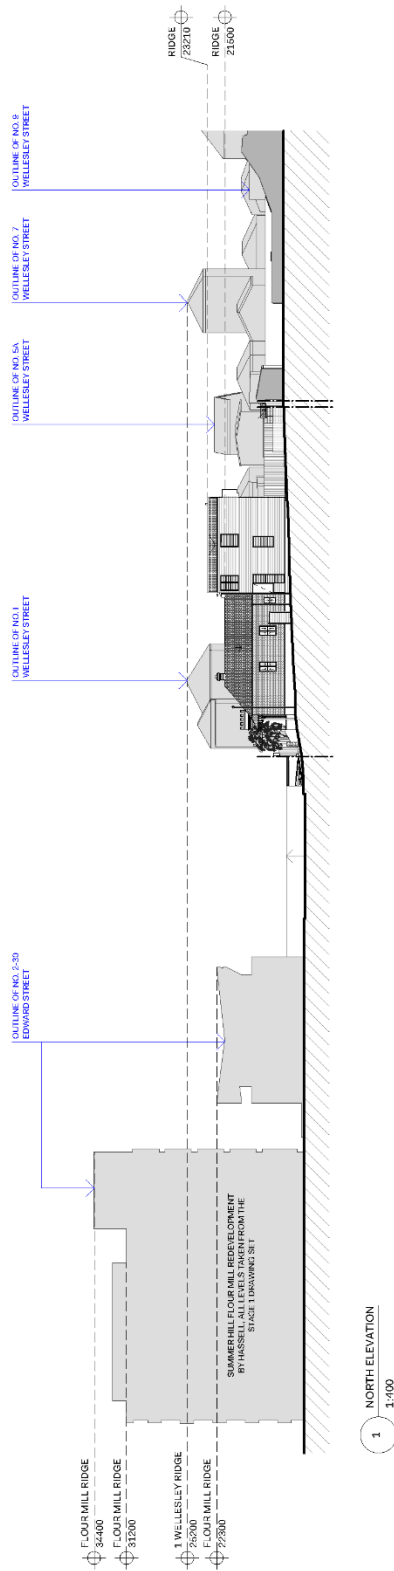 RIDGE
23210
RIDGE
21600
OUTLINE OF NO. 9
WELLESLEY STREET
OUTLINE OF NO. 7
WELLESLEY STREET
OUTLINE OF NO. 5A
WELLESLEY STREET
OUTLINE OF NO. 1
WELLESLEY STREET
OUTLINE OF NO. 2-30
EDWARD STREET
SUMMER HILL FLOUR MILL REDEVELOPMENT
BY HASSELL, ALL LEVELS TAKEN FROM THE
STAGE 1 DRAWING SET
FLOUR MILL RIDGE
34400
FLOUR MILL RIDGE
31200
1 WELLESLEY RIDGE
25200
FLOUR MILL RIDGE
22300
1
NORTH ELEVATION
1:400